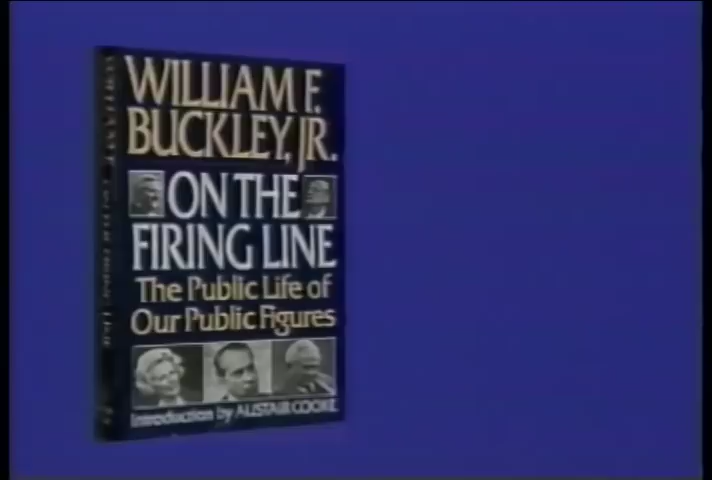 WILLIAM F.
BUCKLEY, JR.
ON THE
FIRING LINE
The Public Life of
Our Public Figures
Introduction by ALISTAIR COOKE